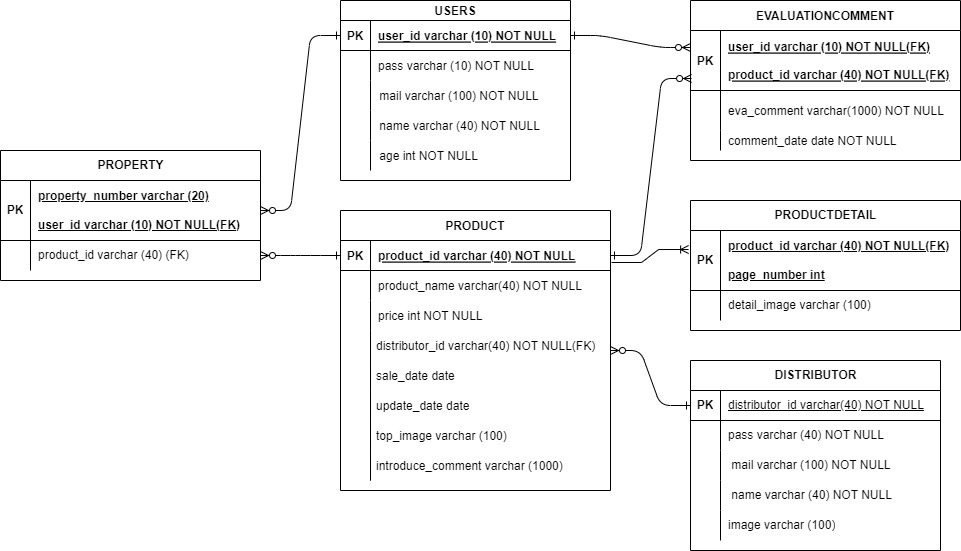 USERS
PK
user_id varchar (10) NOT NULL
pass varchar (10) NOT NULL
mail varchar (100) NOT NULL
name varchar (40) NOT NULL
age int NOT NULL
EVALUATIONCOMMENT
PK
user_id varchar (10) NOT NULL(FK)
product_id varchar (40) NOT NULL(FK)
eva_comment varchar(1000) NOT NULL
comment_date date NOT NULL
PROPERTY
PK
property_number varchar (20)
user_id varchar (10) NOT NULL(FK)
product_id varchar (40) (FK)
PRODUCT
PK
product_id varchar (40) NOT NULL
product_name varchar(40) NOT NULL
price int NOT NULL
distributor_id varchar(40) NOT NULL(FK)
sale_date date
update_date date
top_image varchar (100)
introduce_comment varchar (1000)
PRODUCTDETAIL
PK
product_id varchar (40) NOT NULL(FK)
page_number int
detail_image varchar (100)
DISTRIBUTOR
PK
distributor_id varchar(40) NOT NULL
pass varchar (40) NOT NULL
mail varchar (100) NOT NULL
name varchar (40) NOT NULL
image varchar (100)